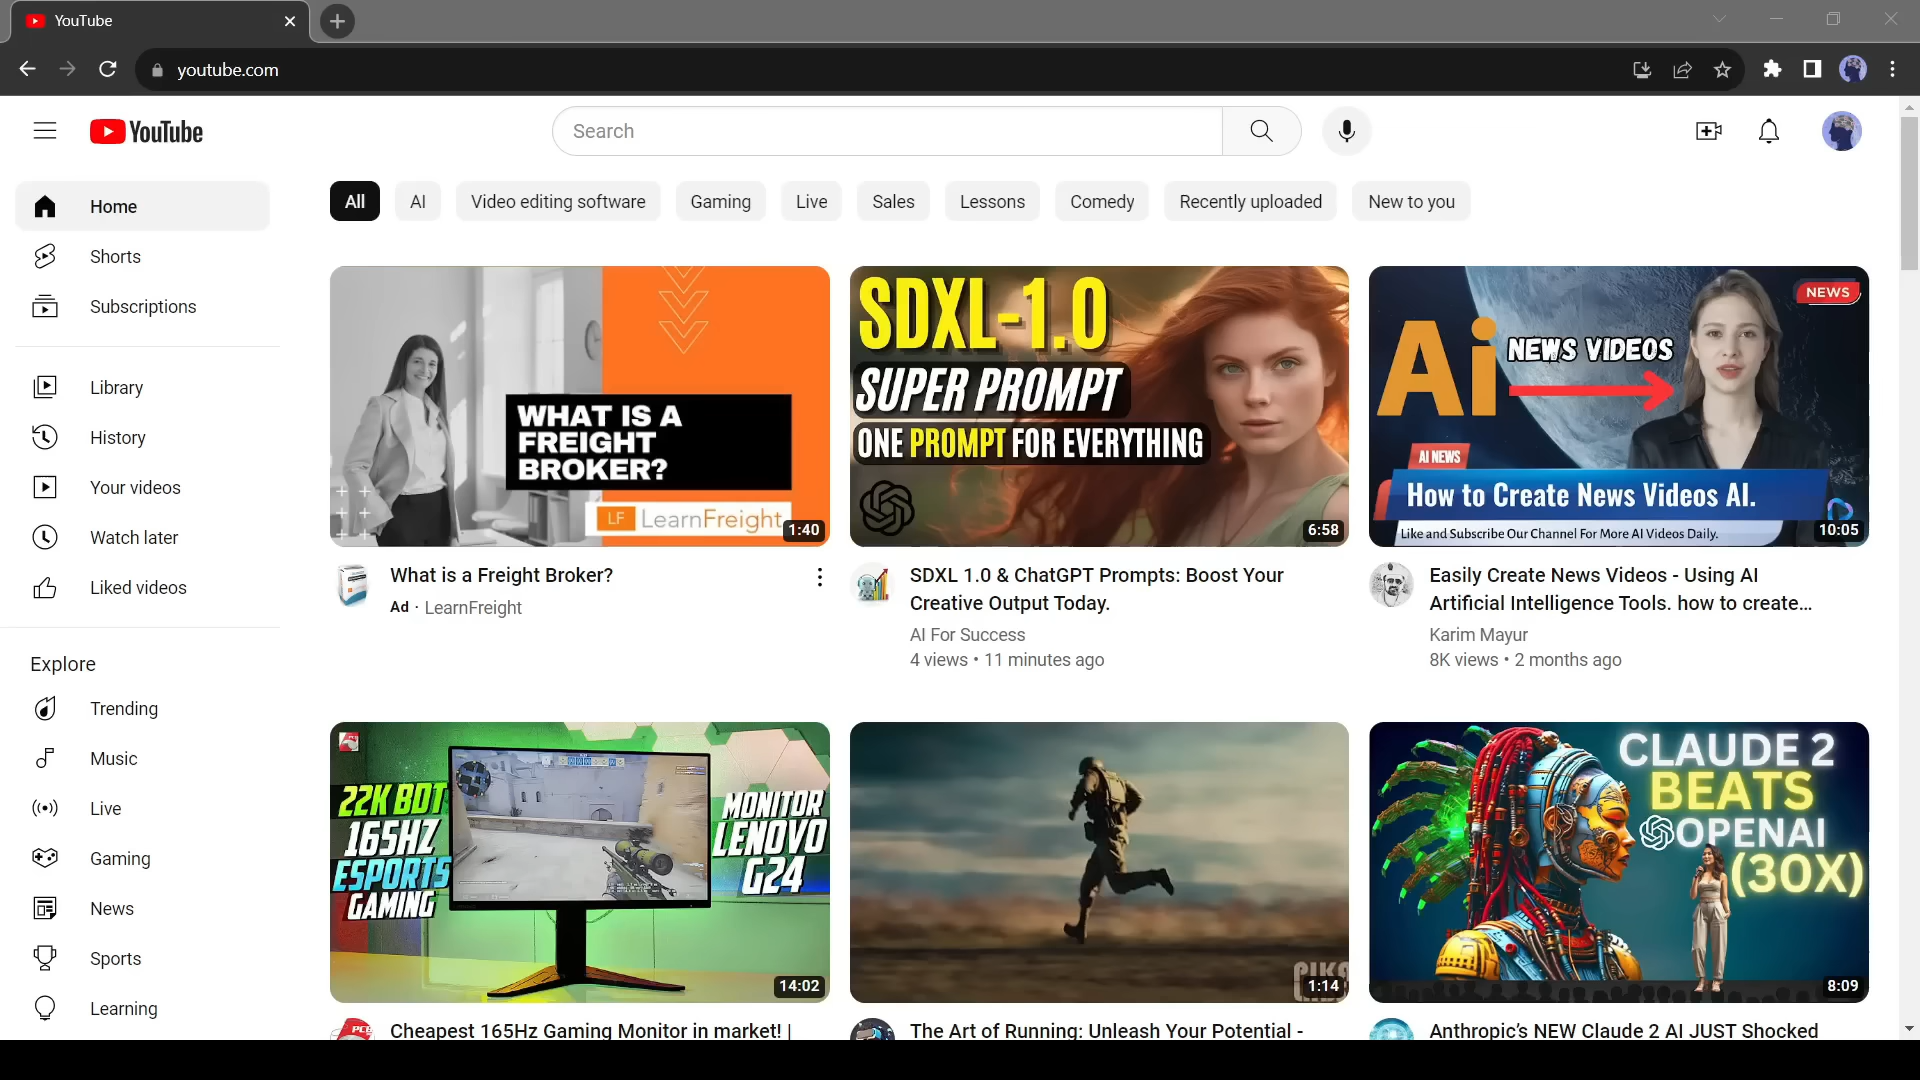 YouTube
youtube.com
YouTube
Search
Home
Shorts
Subscriptions
Library
History
Your videos
Watch later
Liked videos
Explore
Trending
Music
Live
Gaming
News
Sports
Learning
All
AI
Video editing software
Gaming
Live
Sales
Lessons
Comedy
Recently uploaded
New to you
WHAT IS A
FREIGHT
BROKER?
LF LearnFreight
1:40
What is a Freight Broker?
Ad · LearnFreight
SDXL-1.0
SUPER PROMPT
ONE PROMPT FOR EVERYTHING
6:58
SDXL 1.0 & ChatGPT Prompts: Boost Your
Creative Output Today.
AI For Success
4 views • 11 minutes ago
NEWS
Ai
NEWS VIDEOS
AI NEWS
How to Create News Videos AI.
Like and Subscribe Our Channel For More AI Videos Daily.
10:05
Easily Create News Videos - Using AI
Artificial Intelligence Tools. how to create...
Karim Mayur
8K views • 2 months ago
22K BDT
165HZ
ESPORTS
GAMING
MONITOR
LENOVO
G24
14:02
Cheapest 165Hz Gaming Monitor in market! |
1:14
The Art of Running: Unleash Your Potential -
CLAUDE 2
BEATS
OPENAI
(30X)
8:09
Anthropic's NEW Claude 2 AI JUST Shocked